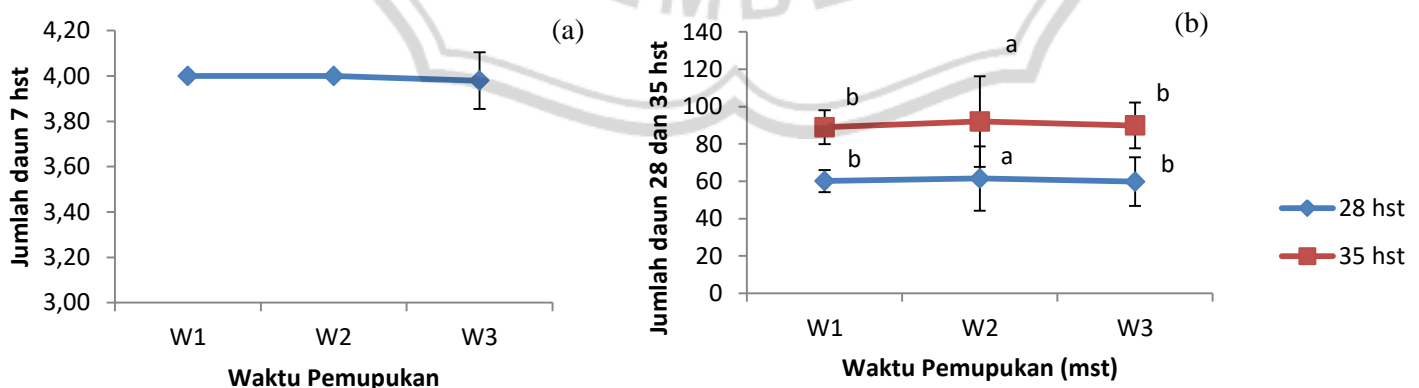 (a)
4,20
4,00
3,80
3,60
3,40
3,20
3,00
Jumlah daun 7 hst
W1 W2 W3
Waktu Pemupukan
(b)
140
120
100
80
60
40
20
0
Jumlah daun 28 dan 35 hst
b a b
b a b
W1 W2 W3
Waktu Pemupukan (mst)
28 hst
35 hst